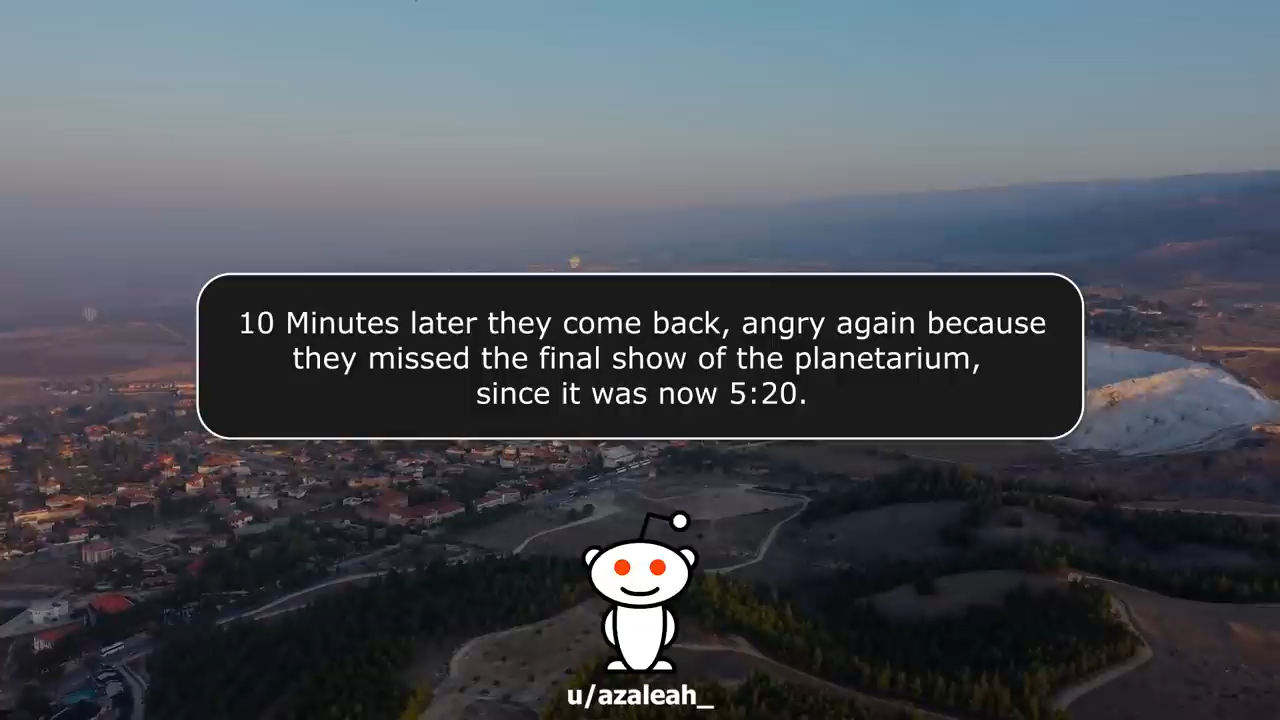 10 Minutes later they come back, angry again because
they missed the final show of the planetarium,
since it was now 5:20.
u/azaleah_